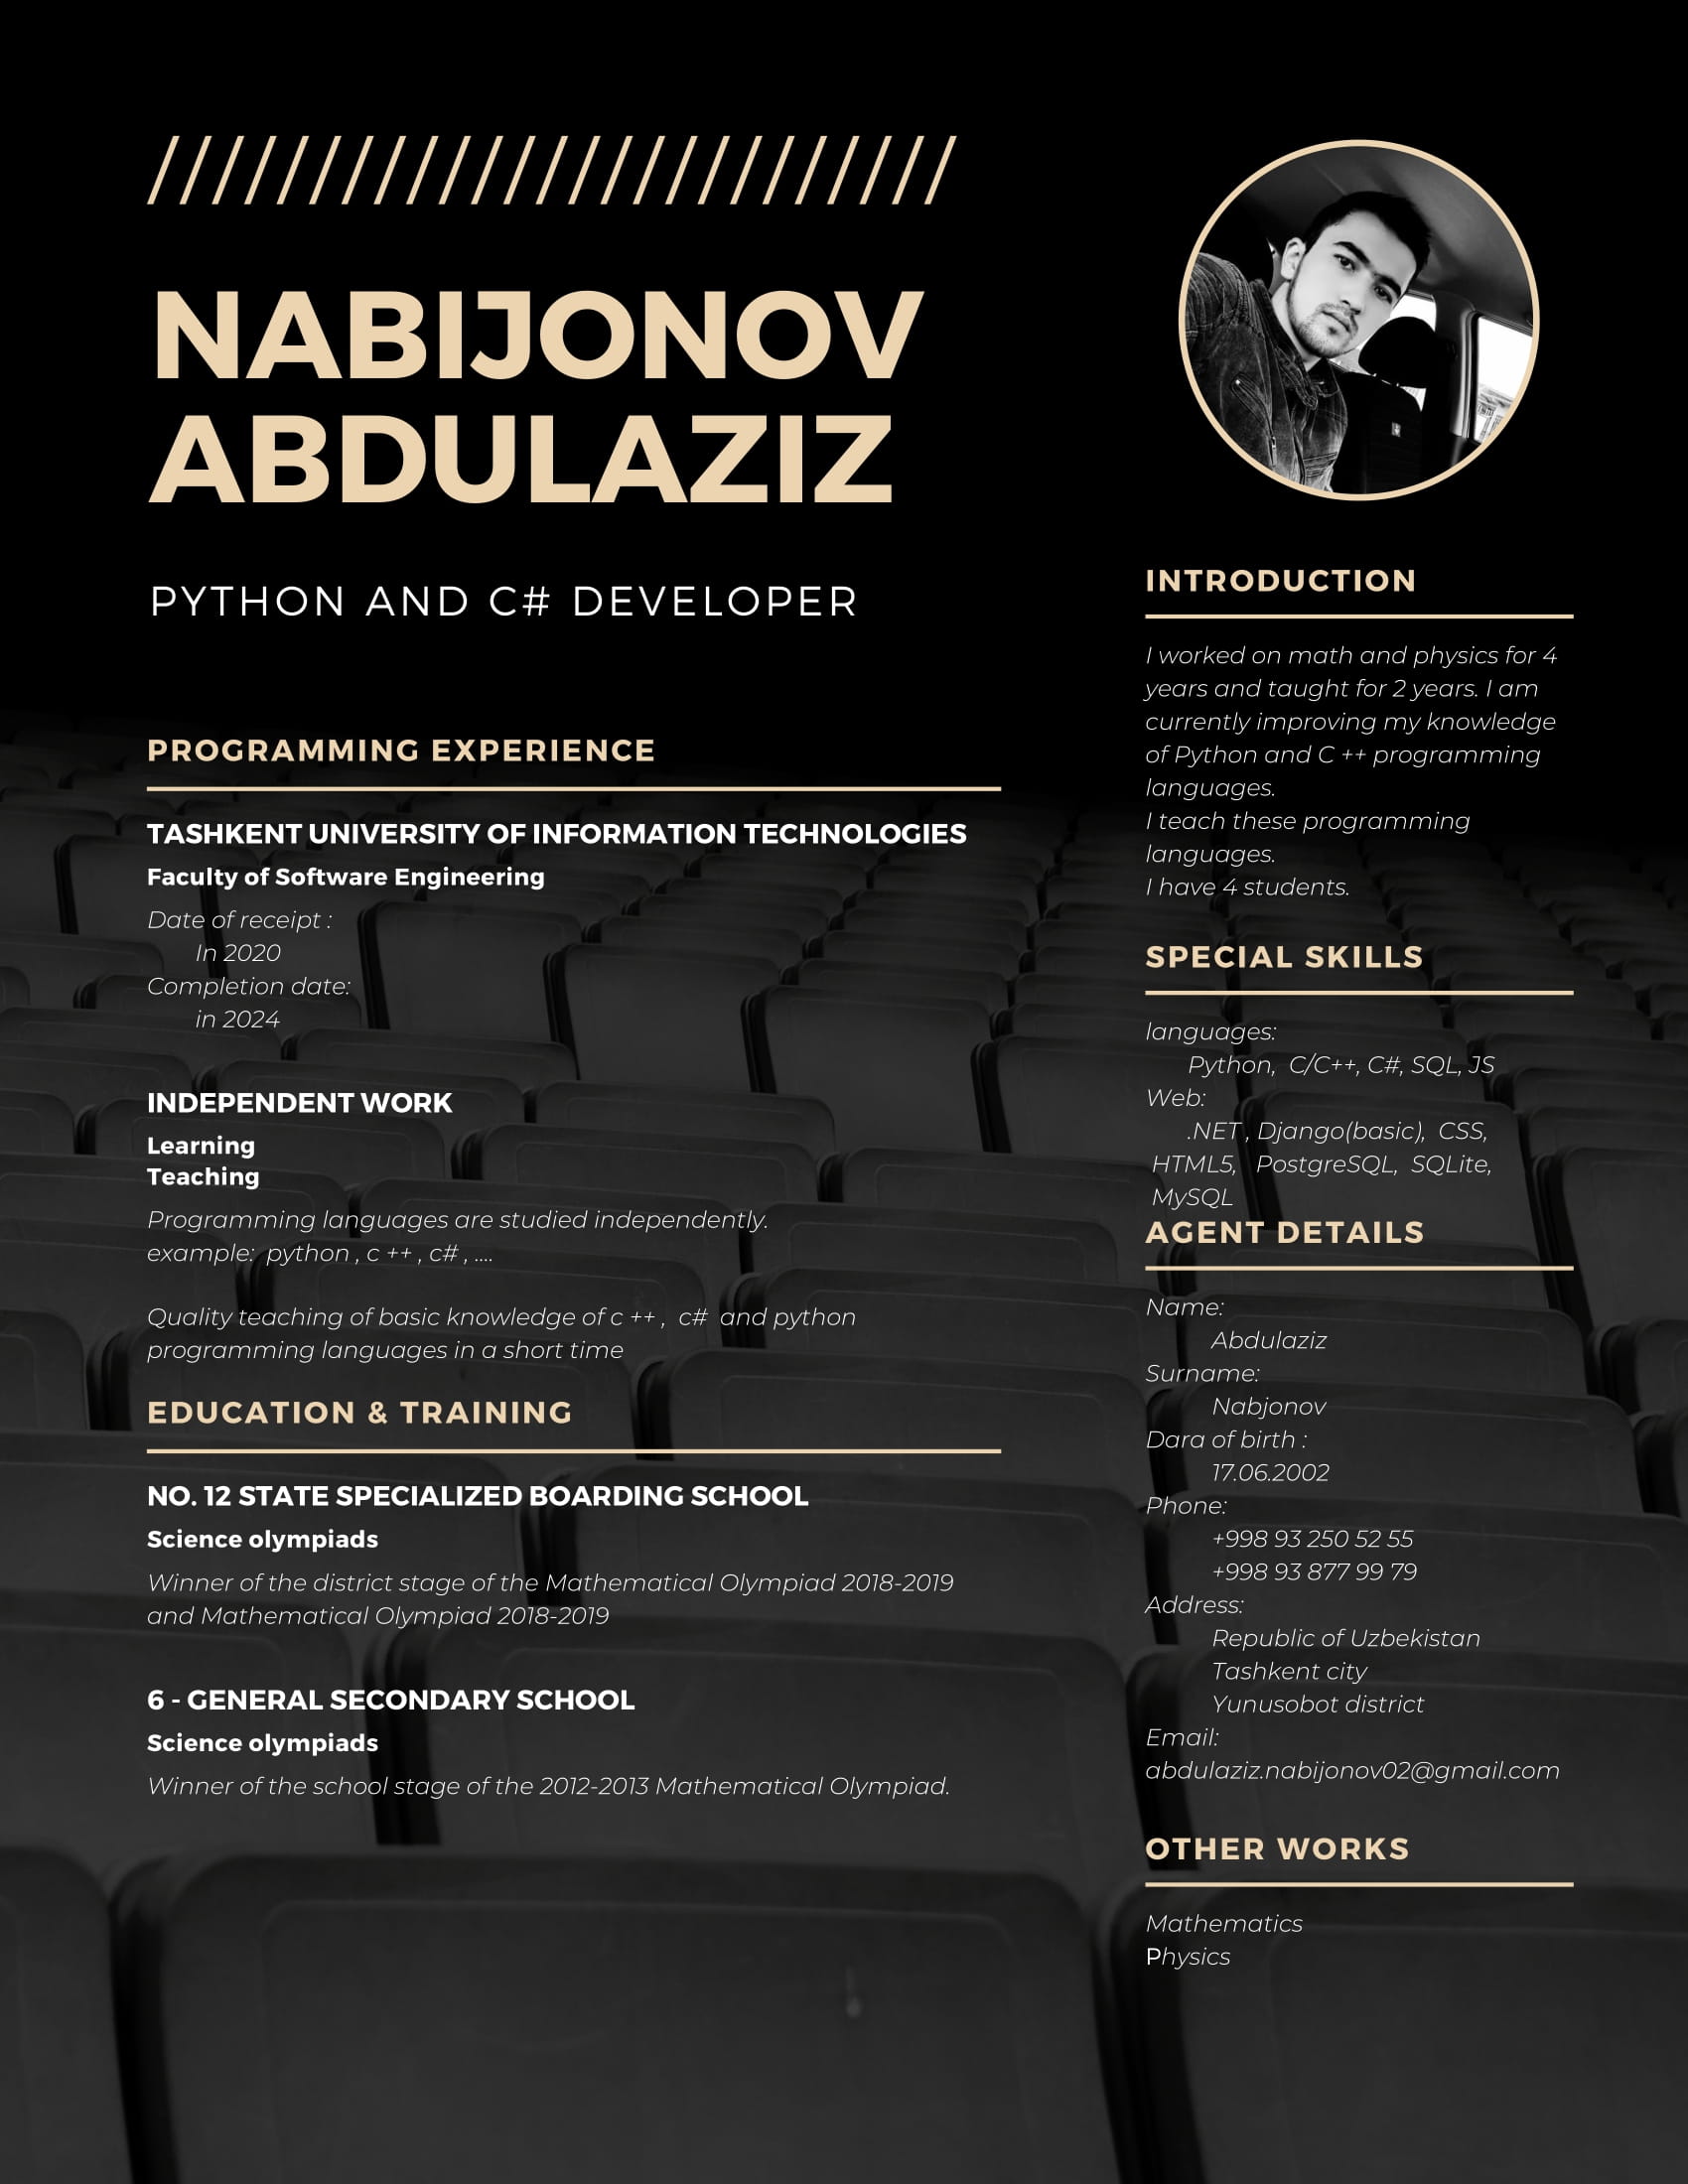 NABIJONOV
ABDULAZIZ
PYTHON AND C# DEVELOPER
PROGRAMMING EXPERIENCE
TASHKENT UNIVERSITY OF INFORMATION TECHNOLOGIES
Faculty of Software Engineering
Date of receipt :
In 2020
Completion date:
in 2024
INDEPENDENT WORK
Learning
Teaching
Programming languages are studied independently.
example: python , c ++ , c# , ....
Quality teaching of basic knowledge of c ++ , c# and python
programming languages in a short time
EDUCATION & TRAINING
NO. 12 STATE SPECIALIZED BOARDING SCHOOL
Science olympiads
Winner of the district stage of the Mathematical Olympiad 2018-2019
and Mathematical Olympiad 2018-2019
6 - GENERAL SECONDARY SCHOOL
Science olympiads
Winner of the school stage of the 2012-2013 Mathematical Olympiad.
INTRODUCTION
I worked on math and physics for 4
years and taught for 2 years. I am
currently improving my knowledge
of Python and C ++ programming
languages.
I teach these programming
languages.
I have 4 students.
SPECIAL SKILLS
languages:
Python, C/C++, C#, SQL, JS
Web:
.NET , Django(basic), CSS,
HTML5, PostgreSQL, SQLite,
MySQL
AGENT DETAILS
Name:
Abdulaziz
Surname:
Nabjonov
Dara of birth :
17.06.2002
Phone:
+998 93 250 52 55
+998 93 877 99 79
Address:
Republic of Uzbekistan
Tashkent city
Yunusobot district
Email:
abdulaziz.nabijonov02@gmail.com
OTHER WORKS
Mathematics
Physics